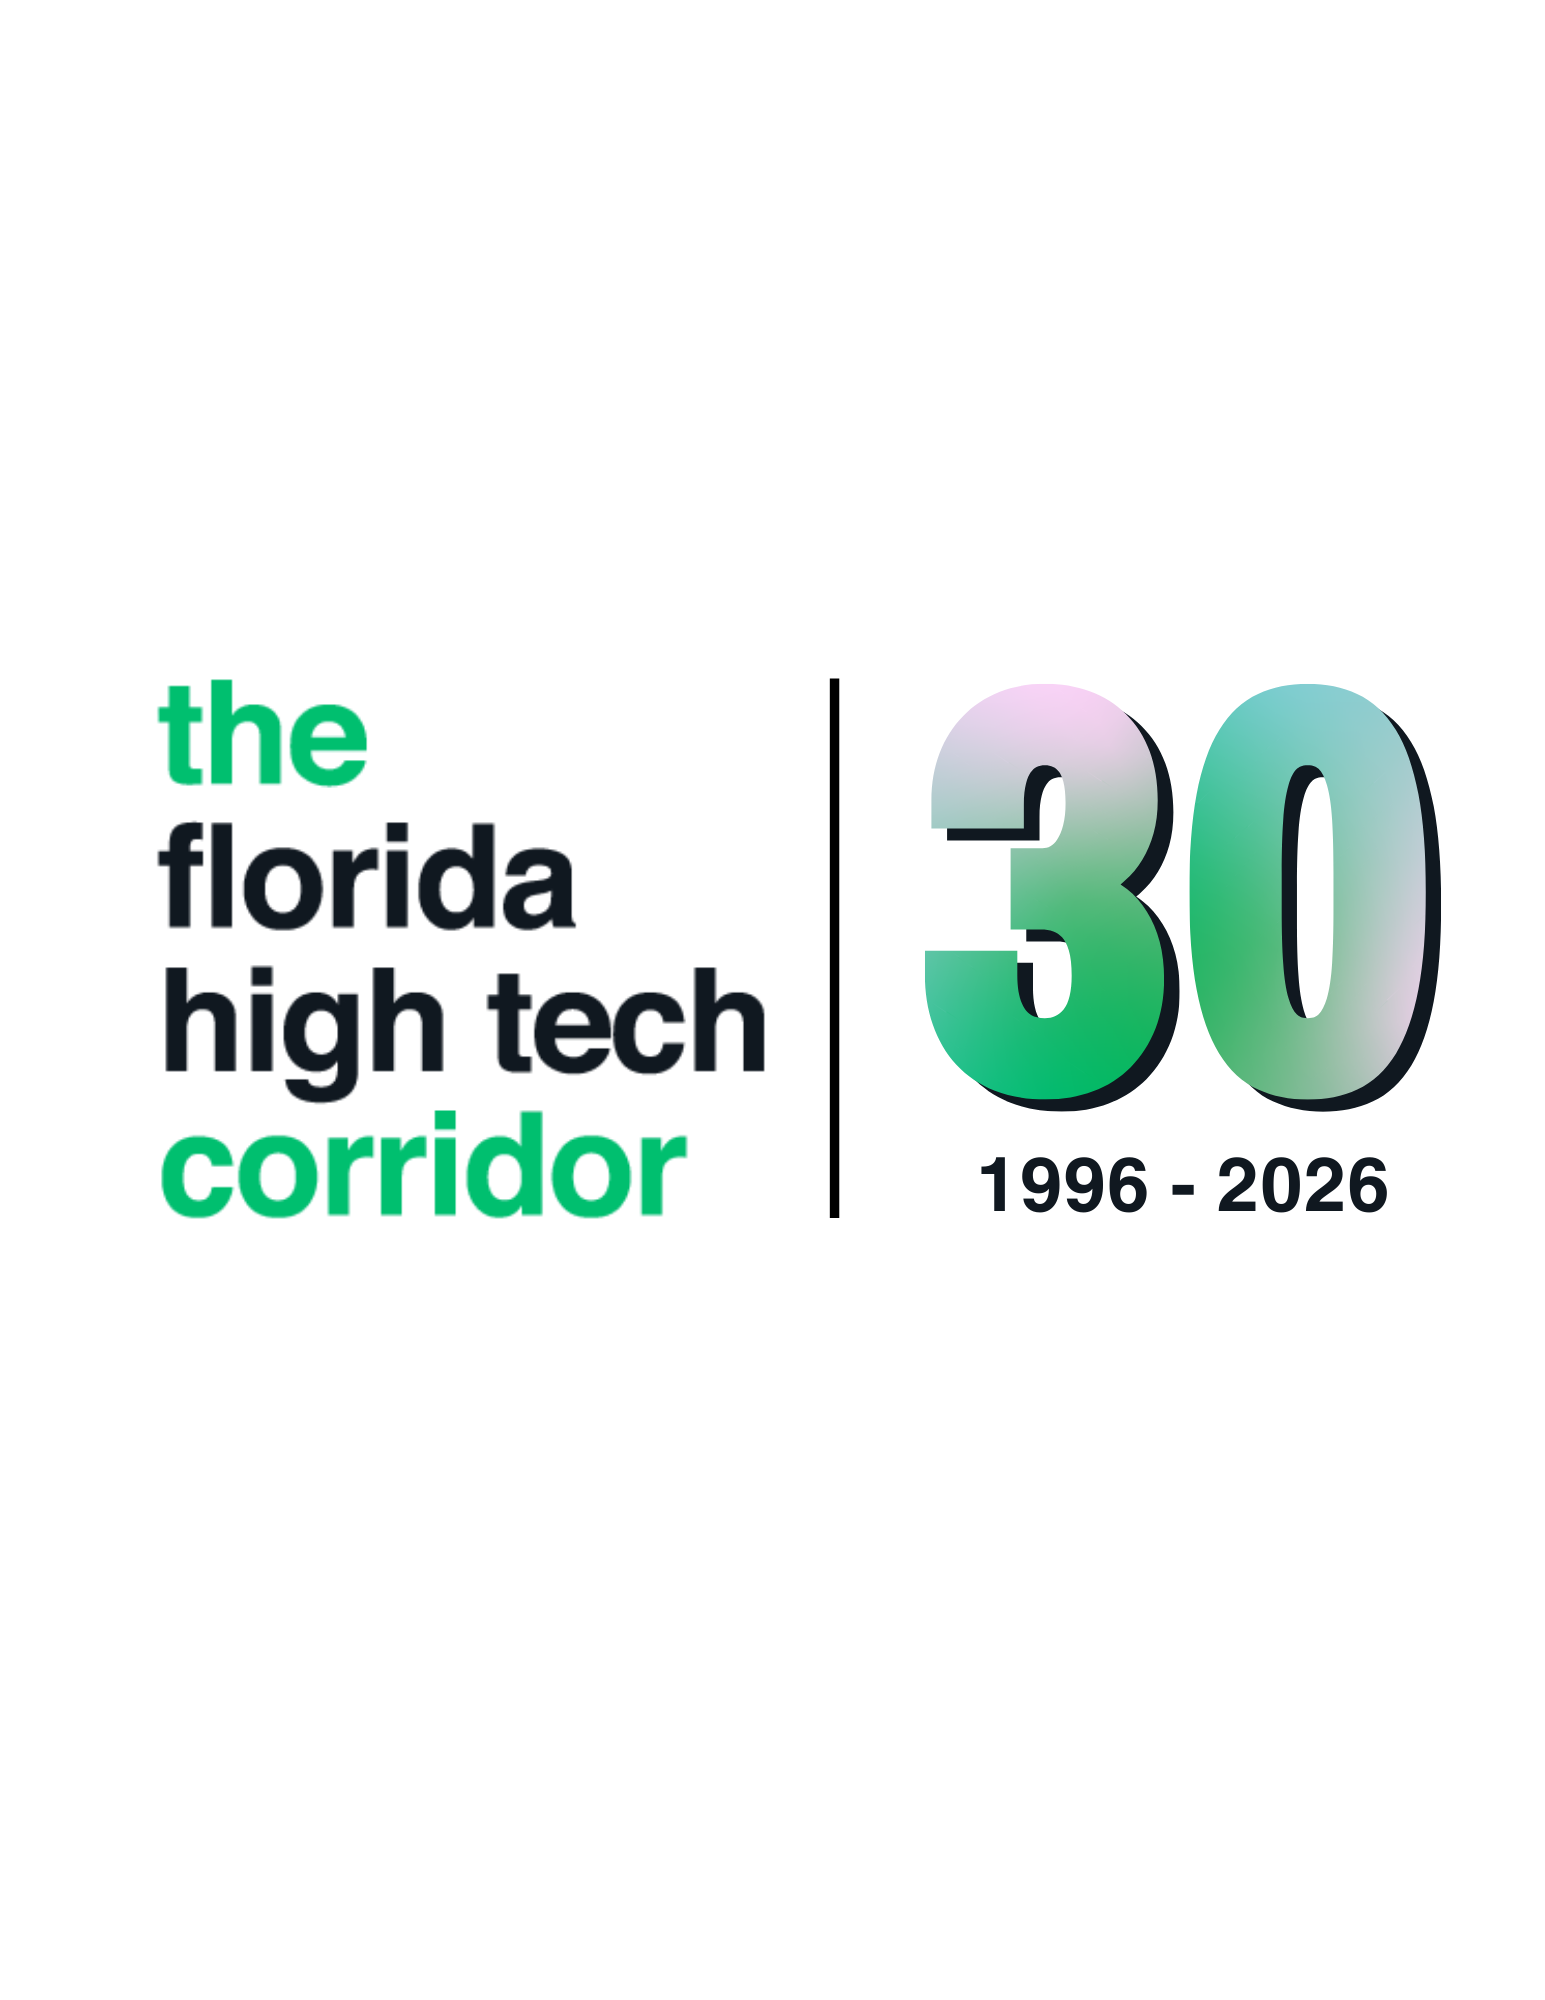 the
florida
high tech
corridor
30
1996 - 2026